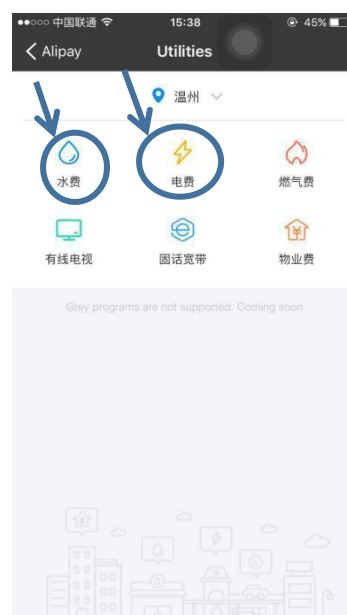 中国联通 15:38 45%
Alipay Utilities
温州
水费 电费 燃气费
有线电视 固话宽带 物业费
Grey programs are not supported. Coming soon